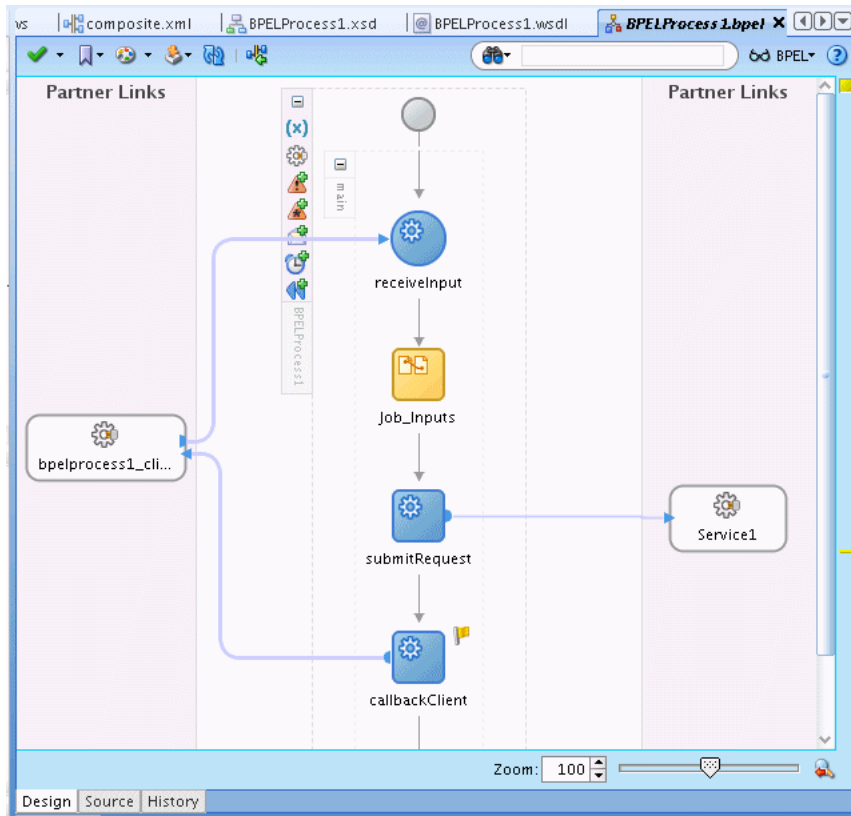 vs composite.xml BPELProcess1.xsd BPELProcess1.wsdl BPELProcess1.bpel
BPEL
Partner Links
Partner Links
(x)
main
receiveInput
BPELProcess1
Job_Inputs
bpelprocess1_cli...
Service1
submitRequest
callbackClient
Zoom: 100
Design Source History